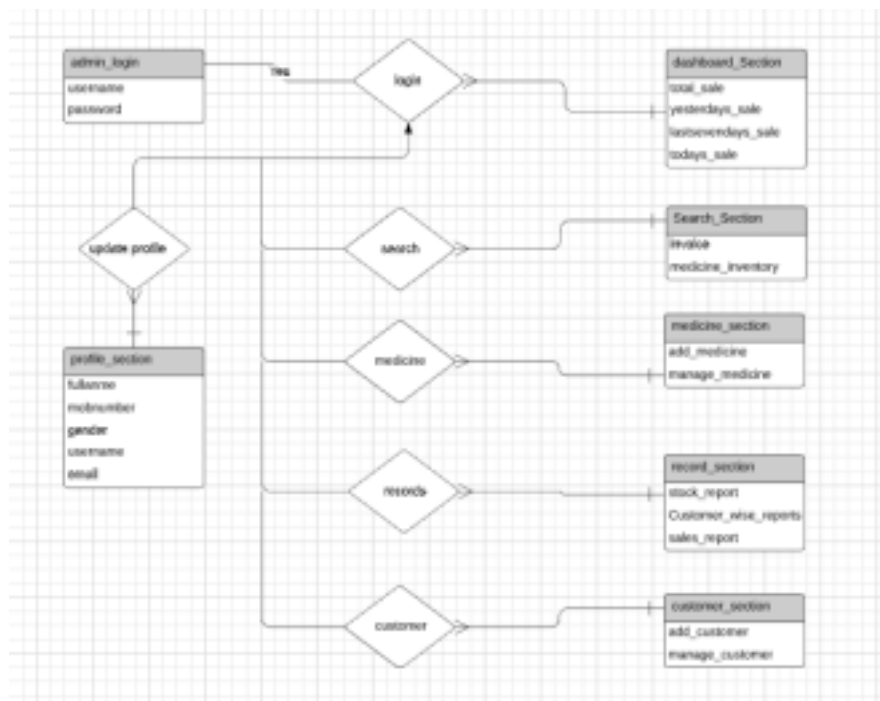 admin_login
username
password
yes
login
dashboard_Section
total_sale
yesterdays_sale
lastsevendays_sale
todays_sale
update profile
search
Search_Section
invoice
medicine_inventory
profile_section
fullanme
mobnumber
gender
username
email
medicine
medicine_section
add_medicine
manage_medicine
records
record_section
stock_report
Customer_wise_reports
sales_report
customer
customer_section
add_customer
manage_customer